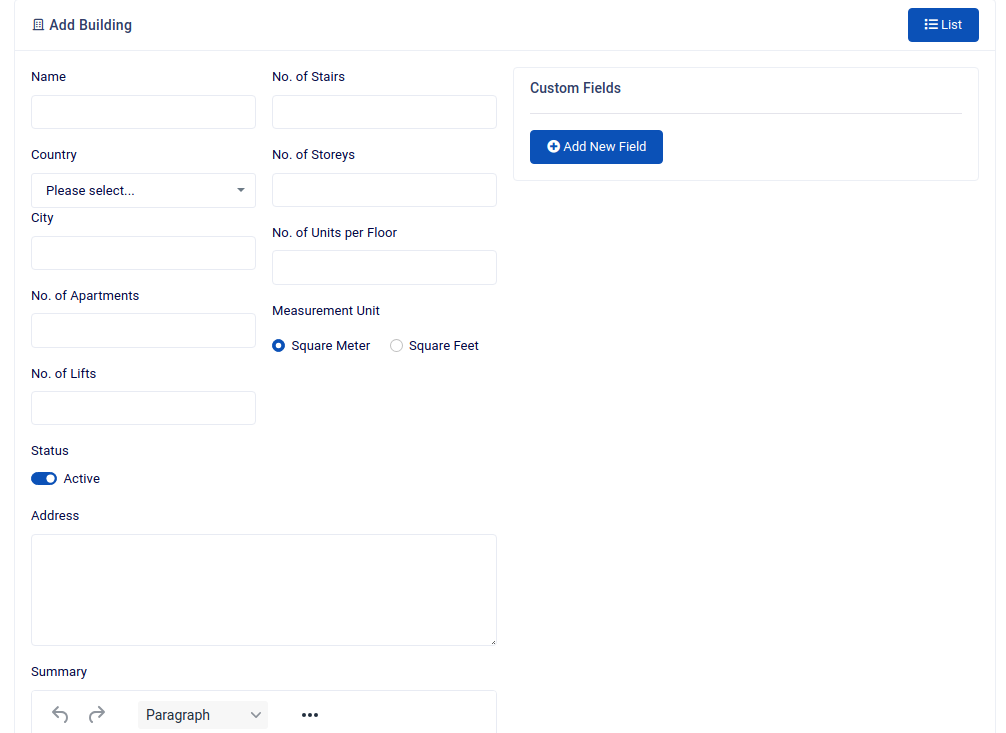 Add Building
List
Name
No. of Stairs
Custom Fields
Country
No. of Storeys
Add New Field
Please select...
City
No. of Units per Floor
No. of Apartments
Measurement Unit
Square Meter
Square Feet
No. of Lifts
Status
Active
Address
Summary
Paragraph